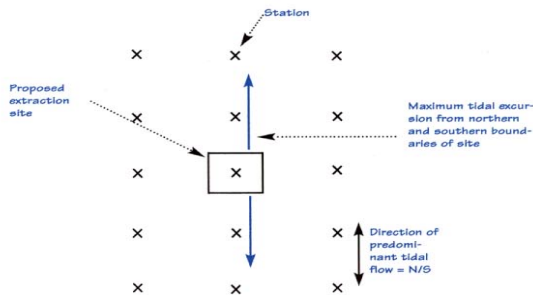 Station
Proposed
extraction
site
Maximum tidal excur-
sion from northern
and southern bound-
aries of site
Direction of
predomi-
nant tidal
flow = N/S